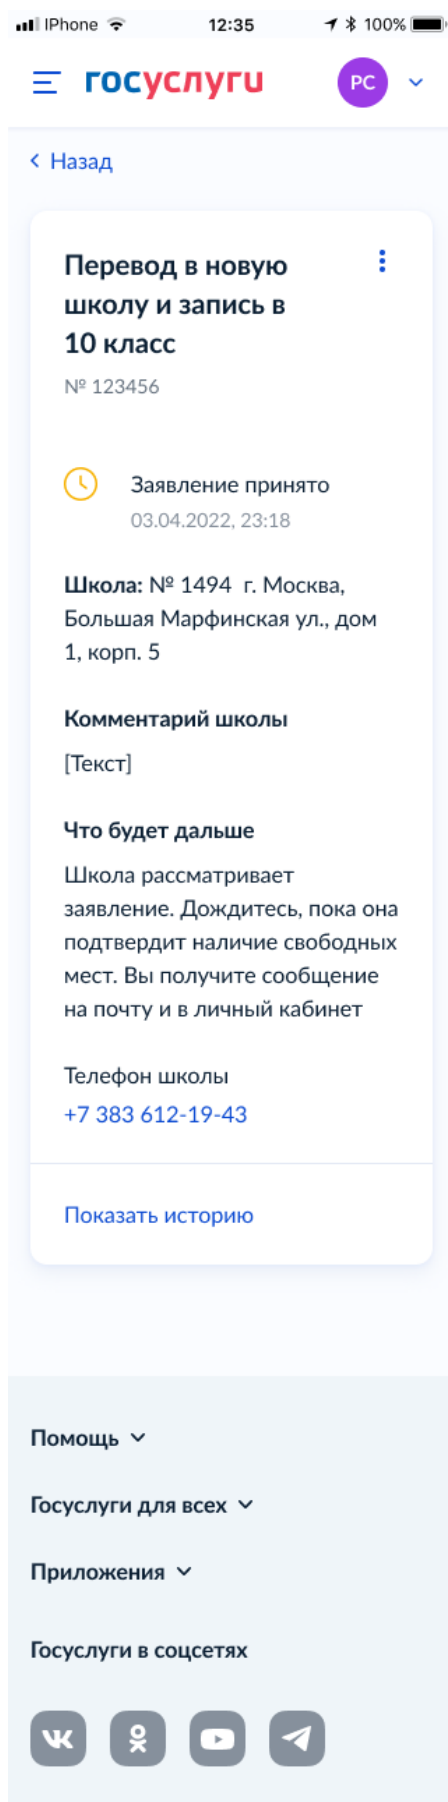 IPhone 12:35 100%
госуслуги РС
Назад
Перевод в новую
школу и запись в
10 класс
№ 123456
Заявление принято
03.04.2022, 23:18
Школа: № 1494 г. Москва,
Большая Марфинская ул., дом
1, корп. 5
Комментарий школы
[Текст]
Что будет дальше
Школа рассматривает
заявление. Дождитесь, пока она
подтвердит наличие свободных
мест. Вы получите сообщение
на почту и в личный кабинет
Телефон школы
+7 383 612-19-43
Показать историю
Помощь
Госуслуги для всех
Приложения
Госуслуги в соцсетях